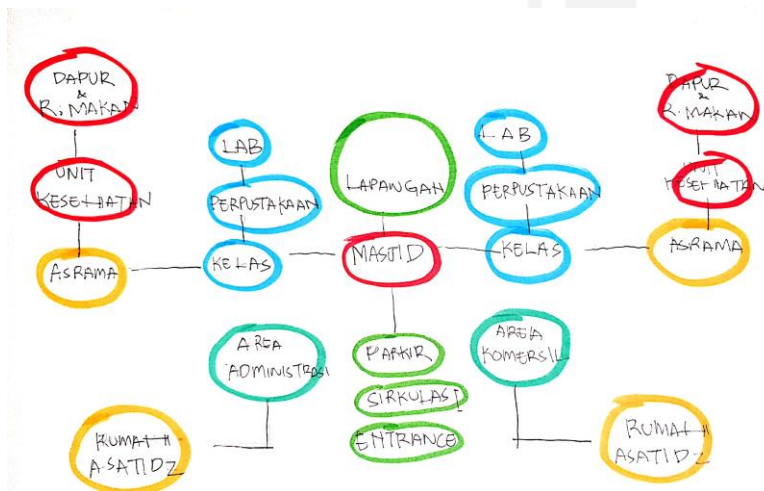 DAPUR
&
R. MAKAN
UNIT
KESEHATAN
ASRAMA
LAB
PERPUSTAKAAN
KELAS
LAPANGAN
MASJID
PARKIR
SIRKULASI
ENTRANCE
LAB
PERPUSTAKAAN
KELAS
DAPUR
&
R. MAKAN
UNIT
KESEHATAN
ASRAMA
AREA
ADMINISTRASI
RUMAH
ASATIDZ
AREA
KOMERSIL
RUMAH
ASATIDZ